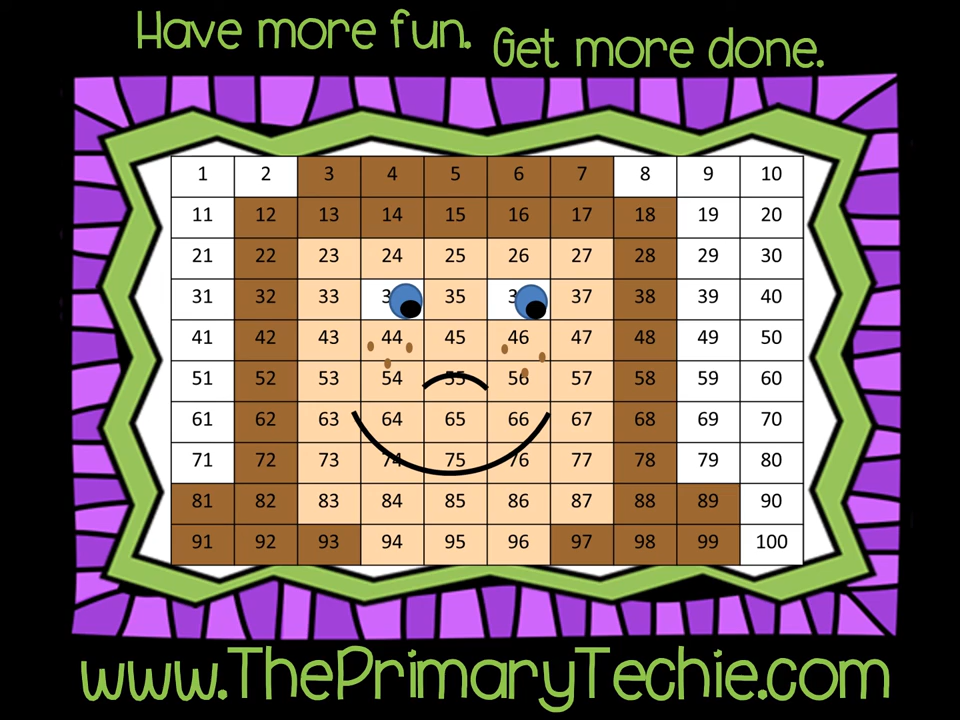 Have more fun. Get more done.
1 2 3 4 5 6 7 8 9 10
11 12 13 14 15 16 17 18 19 20
21 22 23 24 25 26 27 28 29 30
31 32 33 35 37 38 39 40
41 42 43 44 45 46 47 48 49 50
51 52 53 54 55 56 57 58 59 60
61 62 63 64 65 66 67 68 69 70
71 72 73 74 75 76 77 78 79 80
81 82 83 84 85 86 87 88 89 90
91 92 93 94 95 96 97 98 99 100
www.ThePrimaryTechie.com